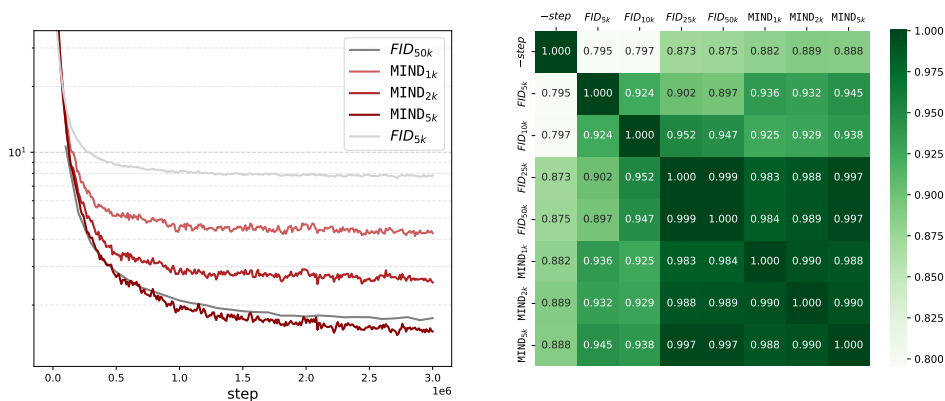 10¹
0.0 0.5 1.0 1.5 2.0 2.5 3.0
1e6
step
FID50k
MIND1k
MIND2k
MIND5k
FID5k
−step FID5k FID10k FID25k FID50k MIND1k MIND2k MIND5k
−step 1.000 0.795 0.797 0.873 0.875 0.882 0.889 0.888
FID5k 0.795 1.000 0.924 0.902 0.897 0.936 0.932 0.945
FID10k 0.797 0.924 1.000 0.952 0.947 0.925 0.929 0.938
FID25k 0.873 0.902 0.952 1.000 0.999 0.983 0.988 0.997
FID50k 0.875 0.897 0.947 0.999 1.000 0.984 0.989 0.997
MIND1k 0.882 0.936 0.925 0.983 0.984 1.000 0.990 0.988
MIND2k 0.889 0.932 0.929 0.988 0.989 0.990 1.000 0.990
MIND5k 0.888 0.945 0.938 0.997 0.997 0.988 0.990 1.000
1.000
0.975
0.950
0.925
0.900
0.875
0.850
0.825
0.800